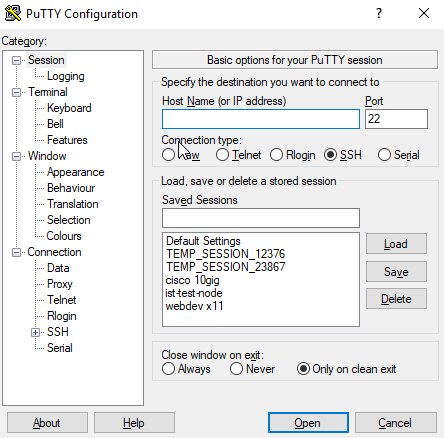 PuTTY Configuration
Category:
Session
Logging
Terminal
Keyboard
Bell
Features
Window
Appearance
Behaviour
Translation
Selection
Colours
Connection
Data
Proxy
Telnet
Rlogin
SSH
Serial
Basic options for your PuTTY session
Specify the destination you want to connect to
Host Name (or IP address) Port
22
Connection type:
Telnet Rlogin SSH Serial
Load, save or delete a stored session
Saved Sessions
Default Settings
TEMP_SESSION_12376
TEMP_SESSION_23867
cisco 10gig
ist-test-node
webdev x11
Load
Save
Delete
Close window on exit:
Always Never Only on clean exit
About Help Open Cancel